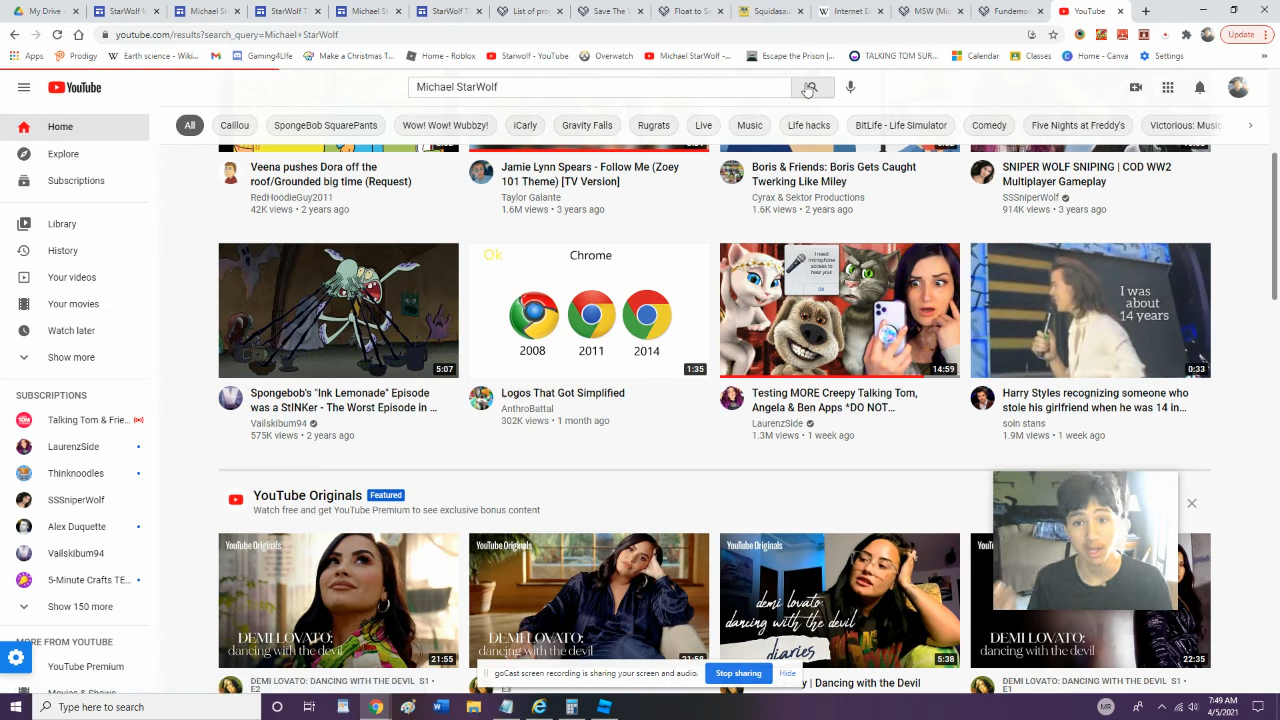 My Drive -
StarWolf M
Michael St
StarWolf T
Michael St
StarWolf T
List of pro
Save The
Float to Sa
Squidasa
Internet E
MSW (Mic
Fundemo
YouTube
youtube.com/results?search_query=Michael+StarWolf
Update
Apps
Prodigy
Earth science - Wiki...
Gaming4Life
Make a Christmas T...
Home - Roblox
Starwolf - YouTube
Overwatch
Michael StarWolf -...
Escape the Prison |...
TALKING TOM SUR...
Calendar
Classes
Home - Canva
Settings
YouTube
Michael StarWolf
All
Caillou
SpongeBob SquarePants
Wow! Wow! Wubbzy!
iCarly
Gravity Falls
Rugrats
Live
Music
Life hacks
BitLife - Life Simulator
Comedy
Five Nights at Freddy's
Victorious: Music
Home
Explore
Subscriptions
Library
History
Your videos
Your movies
Watch later
Show more
SUBSCRIPTIONS
Talking Tom & Frie...
LaurenzSide
Thinknoodles
SSSniperWolf
Alex Duquette
Vailskibum94
5-Minute Crafts TE...
Show 150 more
MORE FROM YOUTUBE
YouTube Premium
Movies & Shows
Veena pushes Dora off the
roof/Grounded big time (Request)
RedHoodieGuy2011
42K views • 2 years ago
Jamie Lynn Spears - Follow Me (Zoey
101 Theme) [TV Version]
Taylor Galante
1.6M views • 3 years ago
Boris & Friends: Boris Gets Caught
Twerking Like Miley
Cyrax & Sektor Productions
1.6K views • 2 years ago
SNIPER WOLF SNIPING | COD WW2
Multiplayer Gameplay
SSSniperWolf
914K views • 3 years ago
5:07
Ok
Chrome
2008
2011
2014
1:35
I need
microphone
access to
hear you!
OK
14:59
I was
about
14 years
0:33
Spongebob's "Ink Lemonade" Episode
was a StINKer - The Worst Episode in ...
Vailskibum94
575K views • 2 years ago
Logos That Got Simplified
AnthroBattal
302K views • 1 month ago
Testing MORE Creepy Talking Tom,
Angela & Ben Apps *DO NOT...
LaurenzSide
1.3M views • 1 week ago
Harry Styles recognizing someone who
stole his girlfriend when he was 14 in...
soin stans
1.9M views • 1 week ago
YouTube Originals
Featured
Watch free and get YouTube Premium to see exclusive bonus content
YouTube Originals
DEMI LOVATO:
dancing with the devil
21:55
YouTube Originals
DEMI LOVATO:
dancing with the devil
YouTube Originals
demi lovato:
dancing with the devil
diaries
5:38
DEMI LOVATO:
dancing with the devil
22:35
DEMI LOVATO: DANCING WITH THE DEVIL S1 •
E2
E3
| Dancing with the Devil
DEMI LOVATO: DANCING WITH THE DEVIL S1 •
E1
goCast screen recording is sharing your screen and audio.
Stop sharing
Hide
Type here to search
MR
7:49 AM
4/5/2021